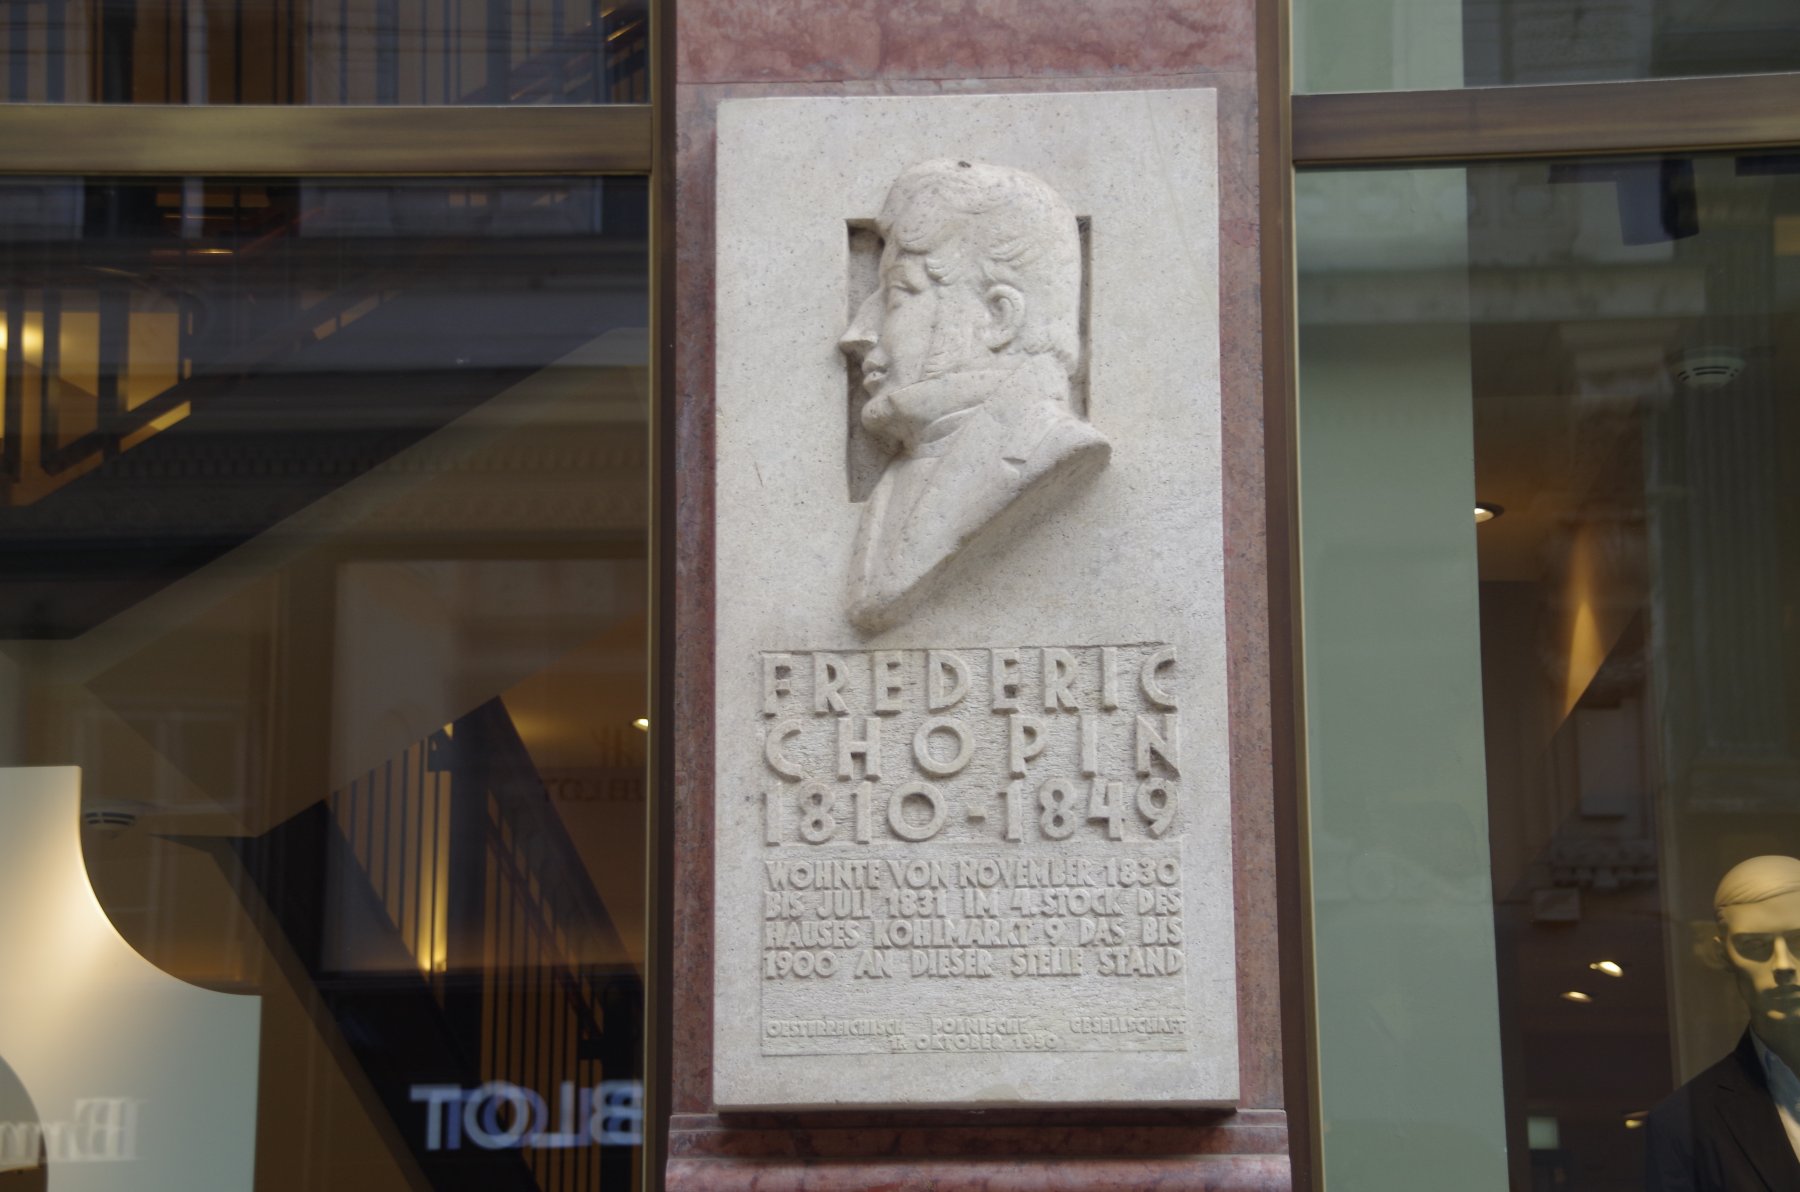 FREDERIC
CHOPIN
1810-1849
WOHNTE VON NOVEMBER 1830
BIS JULI 1831 IM 4. STOCK DES
HAUSES KOHLMARKT 9 DAS BIS
1900 AN DIESER STELLE STAND
OESTERREICHISCH POLNISCHE GESELLSCHAFT
17. OKTOBER 1950